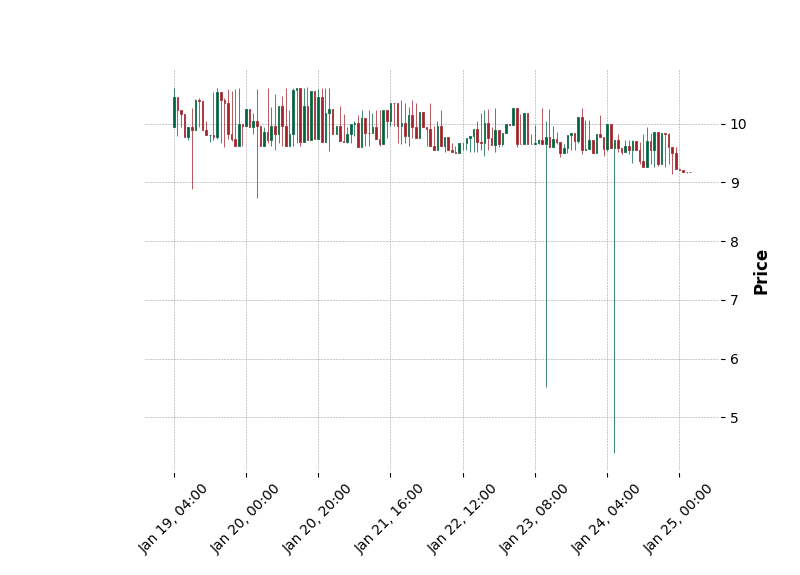 10
9
8
7
6
5
Price
Jan 19, 04:00
Jan 20, 00:00
Jan 20, 20:00
Jan 21, 16:00
Jan 22, 12:00
Jan 23, 08:00
Jan 24, 04:00
Jan 25, 00:00